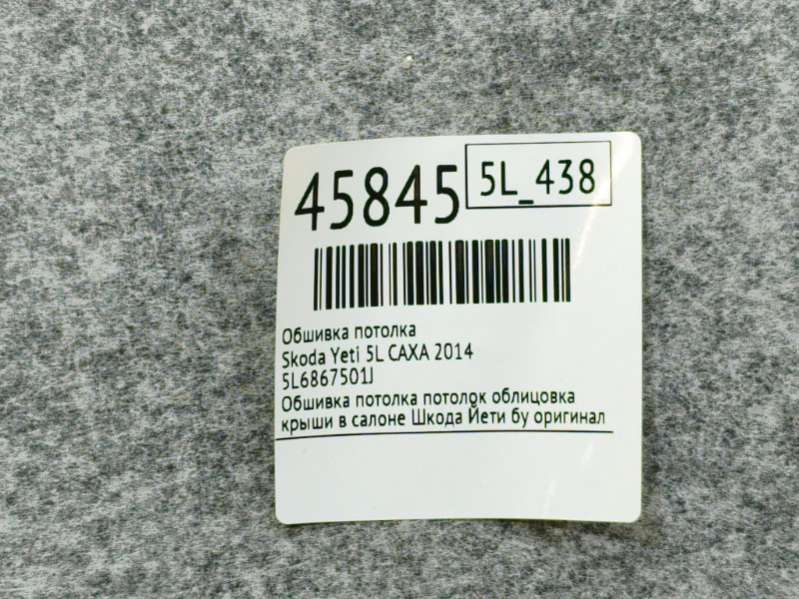 45845
5L_438
Обшивка потолка
Skoda Yeti 5L CAXA 2014
5L6867501J
Обшивка потолка потолок облицовка
крыши в салоне Шкода Йети бу оригинал